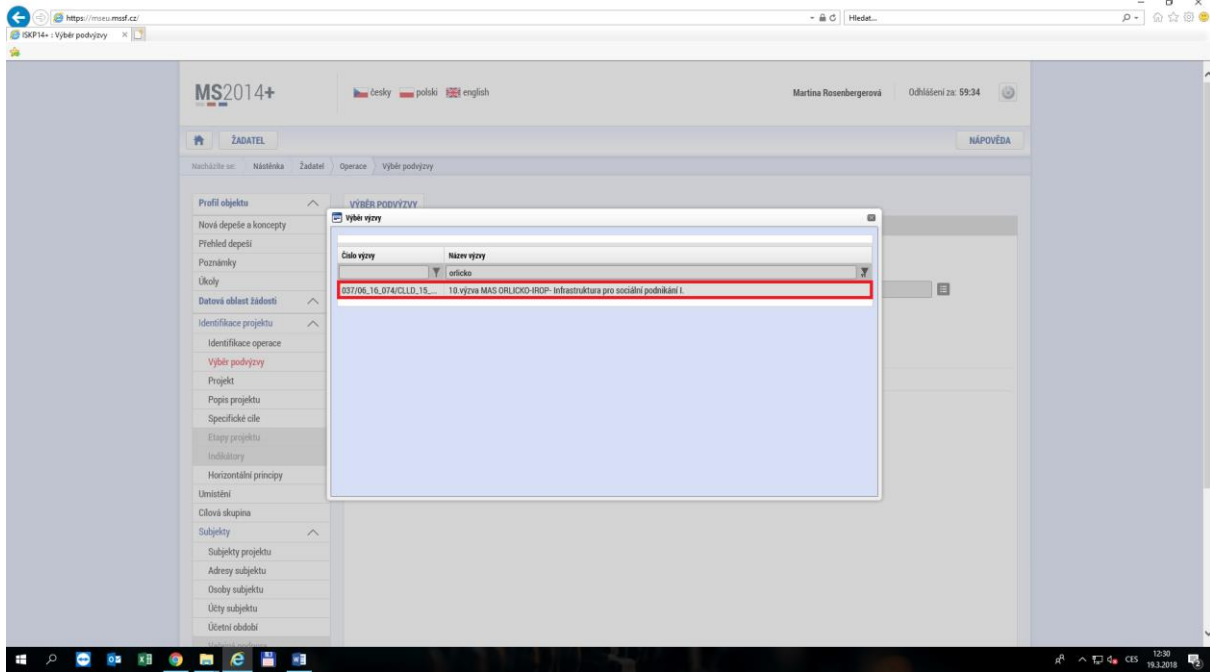 https://mseu.mssf.cz/
Hledat...
ISKP14+ : Výběr podvýzvy
MS2014+
česky polski english
Martina Rosenbergerová
Odhlášení za: 59:34
ŽADATEL
NÁPOVĚDA
Nacházíte se: Nástěnka Žadatel Operace Výběr podvýzvy
Profil objektu
Nová depeše a koncepty
Přehled depeší
Poznámky
Úkoly
Datová oblast žádosti
Identifikace projektu
Identifikace operace
Výběr podvýzvy
Projekt
Popis projektu
Specifické cíle
Etapy projektu
Indikátory
Horizontální principy
Umístění
Cílová skupina
Subjekty
Subjekty projektu
Adresy subjektu
Osoby subjektu
Účty subjektu
Účetní období
VÝBĚR PODVÝZVY
Výběr výzvy
Číslo výzvy Název výzvy
orlicko
037/06_16_074/CLLD_15_... 10.výzva MAS ORLICKO-IROP- Infrastruktura pro sociální podnikání I.
CES
12:30
19.3.2018